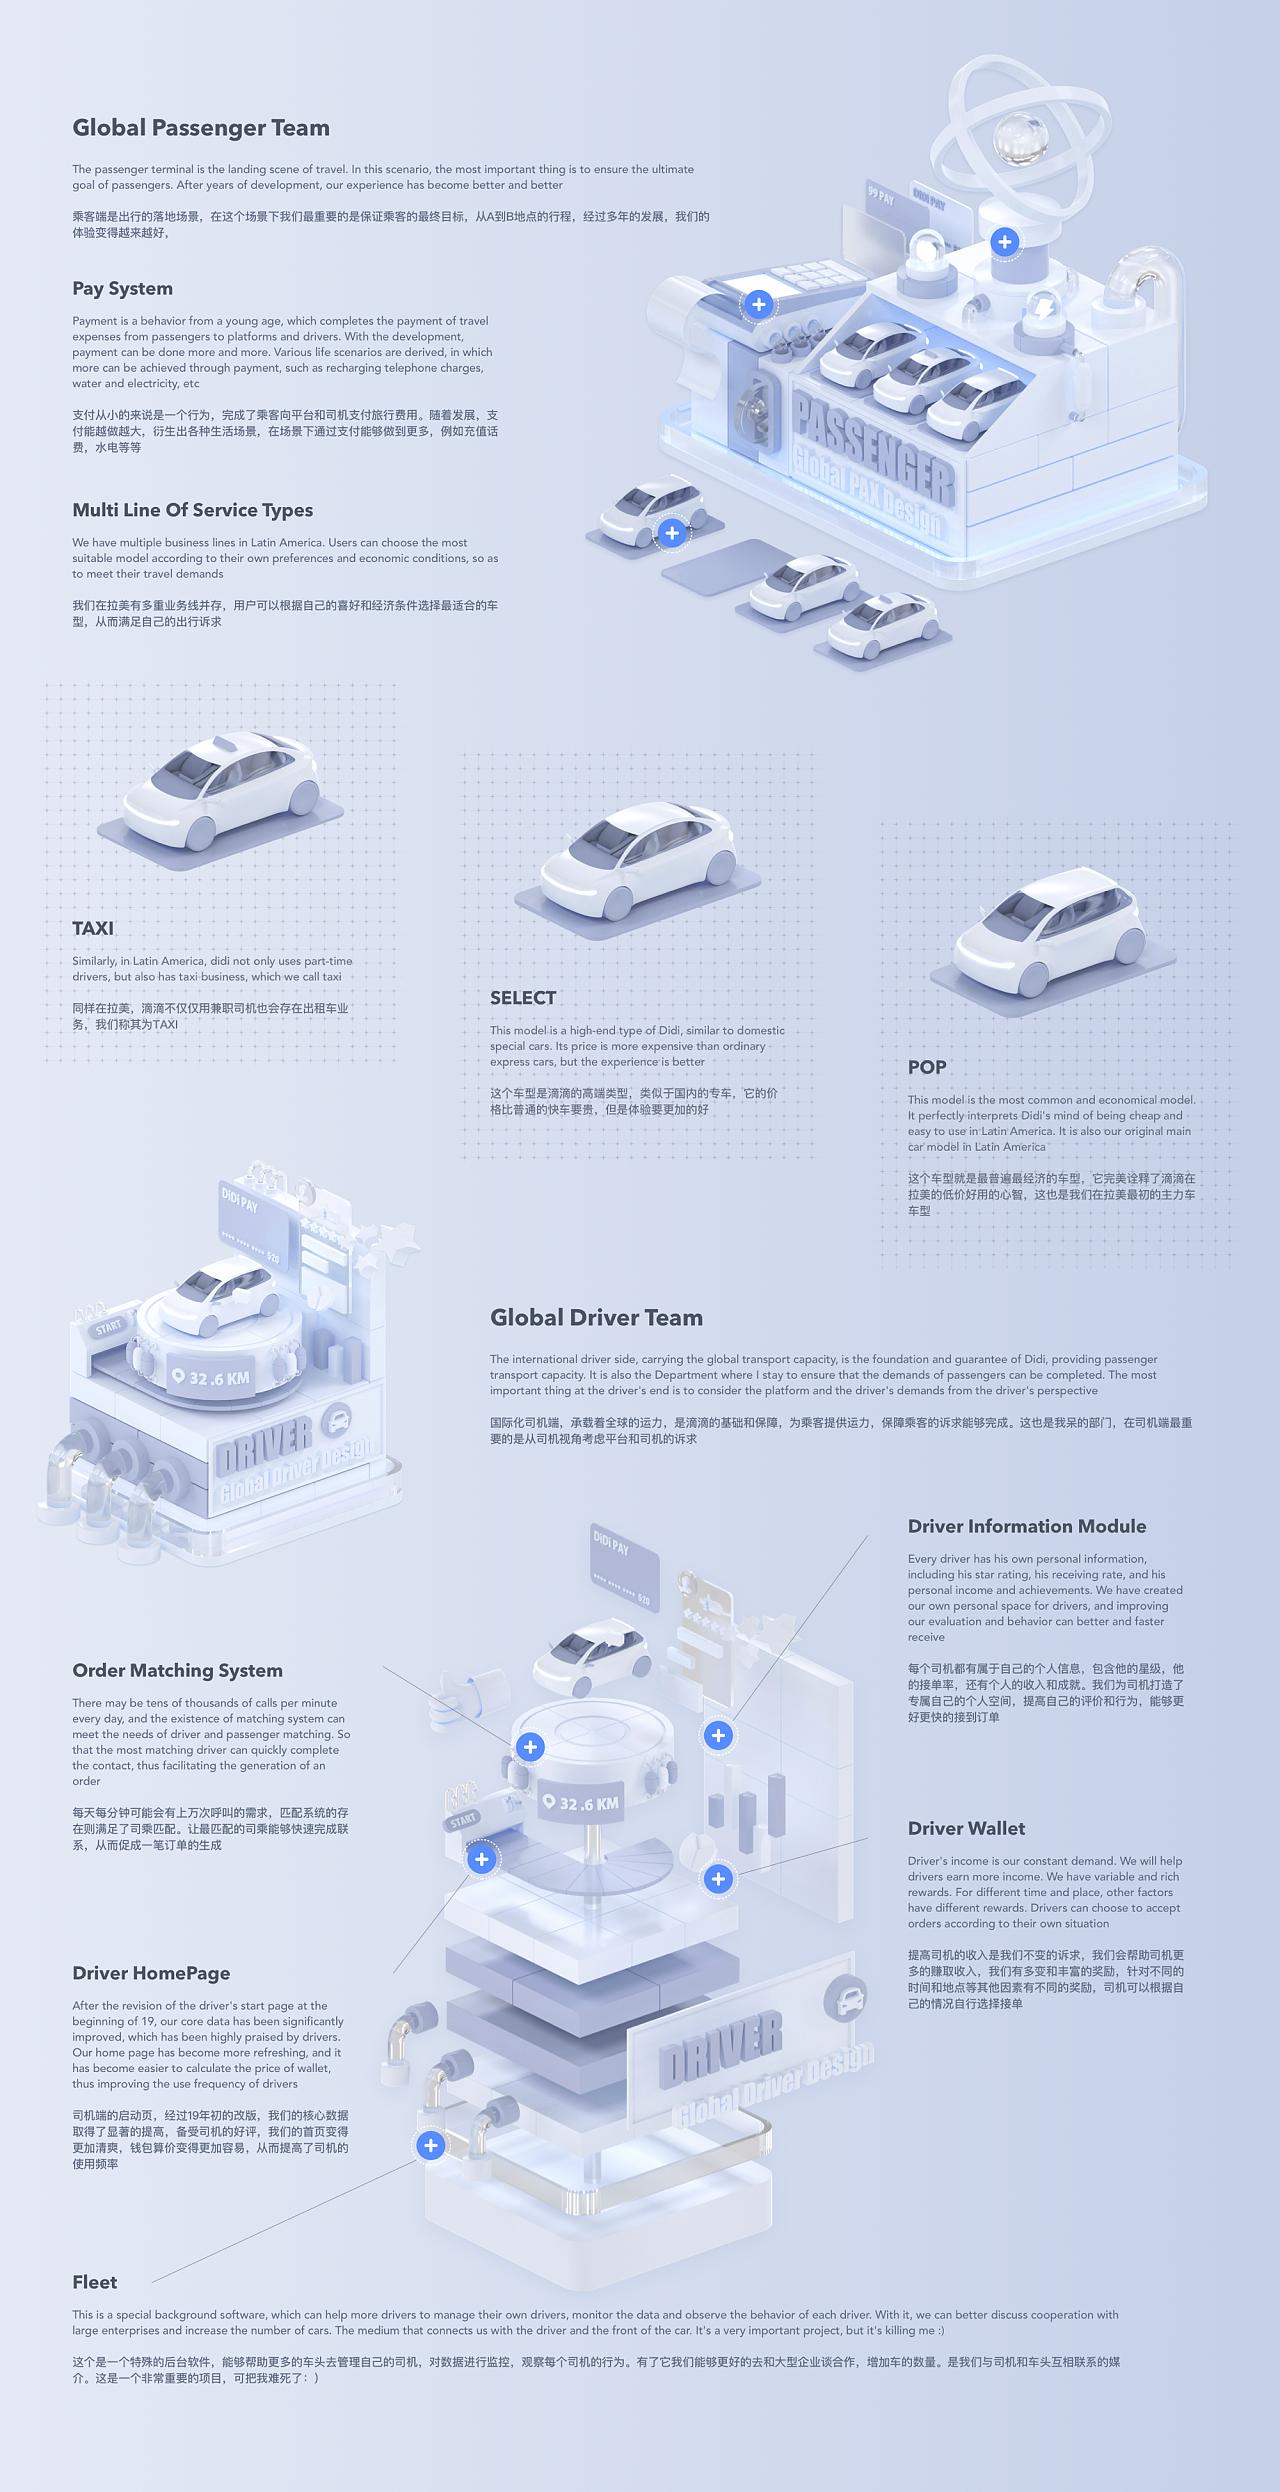 Global Passenger Team
The passenger terminal is the landing scene of travel. In this scenario, the most important thing is to ensure the ultimate
goal of passengers. After years of development, our experience has become better and better
乘客端是出行的落地场景，在这个场景下我们最重要的是保证乘客的最终目标，从A到B地点的行程，经过多年的发展，我们的
体验变得越来越好，
99 PAY
DiDi PAY
Pay System
Payment is a behavior from a young age, which completes the payment of travel
expenses from passengers to platforms and drivers. With the development,
payment can be done more and more. Various life scenarios are derived, in which
more can be achieved through payment, such as recharging telephone charges,
water and electricity, etc
支付从小的来说是一个行为，完成了乘客向平台和司机支付旅行费用。随着发展，支
付能越做越大，衍生出各种生活场景，在场景下通过支付能够做到更多，例如充值话
费，水电等等
PASSENGER
Global PAX Design
Multi Line Of Service Types
We have multiple business lines in Latin America. Users can choose the most
suitable model according to their own preferences and economic conditions, so as
to meet their travel demands
我们在拉美有多重业务线并存，用户可以根据自己的喜好和经济条件选择最适合的车
型，从而满足自己的出行诉求
TAXI
Similarly, in Latin America, didi not only uses part-time
drivers, but also has taxi business, which we call taxi
同样在拉美，滴滴不仅仅用兼职司机也会存在出租车业
务，我们称其为TAXI
SELECT
This model is a high-end type of Didi, similar to domestic
special cars. Its price is more expensive than ordinary
express cars, but the experience is better
这个车型是滴滴的高端类型，类似于国内的专车，它的价
格比普通的快车要贵，但是体验要更加的好
POP
This model is the most common and economical model.
It perfectly interprets Didi's mind of being cheap and
easy to use in Latin America. It is also our original main
car model in Latin America
这个车型就是最普遍最经济的车型，它完美诠释了滴滴在
拉美的低价好用的心智，这也是我们在拉美最初的主力车
车型
DiDi PAY
520
START
32.6 KM
DRIVER
Global Driver Design
Global Driver Team
The international driver side, carrying the global transport capacity, is the foundation and guarantee of Didi, providing passenger
transport capacity. It is also the Department where I stay to ensure that the demands of passengers can be completed. The most
important thing at the driver's end is to consider the platform and the driver's demands from the driver's perspective
国际化司机端，承载着全球的运力，是滴滴的基础和保障，为乘客提供运力，保障乘客的诉求能够完成。这也是我呆的部门，在司机端最重
要的是从司机视角考虑平台和司机的诉求
Driver Information Module
Every driver has his own personal information,
including his star rating, his receiving rate, and his
personal income and achievements. We have created
our own personal space for drivers, and improving
our evaluation and behavior can better and faster
receive
每个司机都有属于自己的个人信息，包含他的星级，他
的接单率，还有个人的收入和成就。我们为司机打造了
专属自己的个人空间，提高自己的评价和行为，能够更
好更快的接到订单
DiDi PAY
520
Order Matching System
There may be tens of thousands of calls per minute
every day, and the existence of matching system can
meet the needs of driver and passenger matching. So
that the most matching driver can quickly complete
the contact, thus facilitating the generation of an
order
每天每分钟可能会有上万次呼叫的需求，匹配系统的存
在则满足了司乘匹配。让最匹配的司乘能够快速完成联
系，从而促成一笔订单的生成
32.6 KM
START
Driver Wallet
Driver's income is our constant demand. We will help
drivers earn more income. We have variable and rich
rewards. For different time and place, other factors
have different rewards. Drivers can choose to accept
orders according to their own situation
提高司机的收入是我们不变的诉求，我们会帮助司机更
多的赚取收入，我们有多变和丰富的奖励，针对不同的
时间和地点等其他因素有不同的奖励，司机可以根据自
己的情况自行选择接单
Driver HomePage
After the revision of the driver's start page at the
beginning of 19, our core data has been significantly
improved, which has been highly praised by drivers.
Our home page has become more refreshing, and it
has become easier to calculate the price of wallet,
thus improving the use frequency of drivers
司机端的启动页，经过19年初的改版，我们的核心数据
取得了显著的提高，备受司机的好评，我们的首页变得
更加清爽，钱包算价变得更加容易，从而提高了司机的
使用频率
DRIVER
Global Driver Design
Fleet
This is a special background software, which can help more drivers to manage their own drivers, monitor the data and observe the behavior of each driver. With it, we can better discuss cooperation with
large enterprises and increase the number of cars. The medium that connects us with the driver and the front of the car. It's a very important project, but it's killing me :)
这个是一个特殊的后台软件，能够帮助更多的车头去管理自己的司机，对数据进行监控，观察每个司机的行为。有了它我们能够更好的去和大型企业谈合作，增加车的数量。是我们与司机和车头互相联系的媒
介。这是一个非常重要的项目，可把我难死了：）